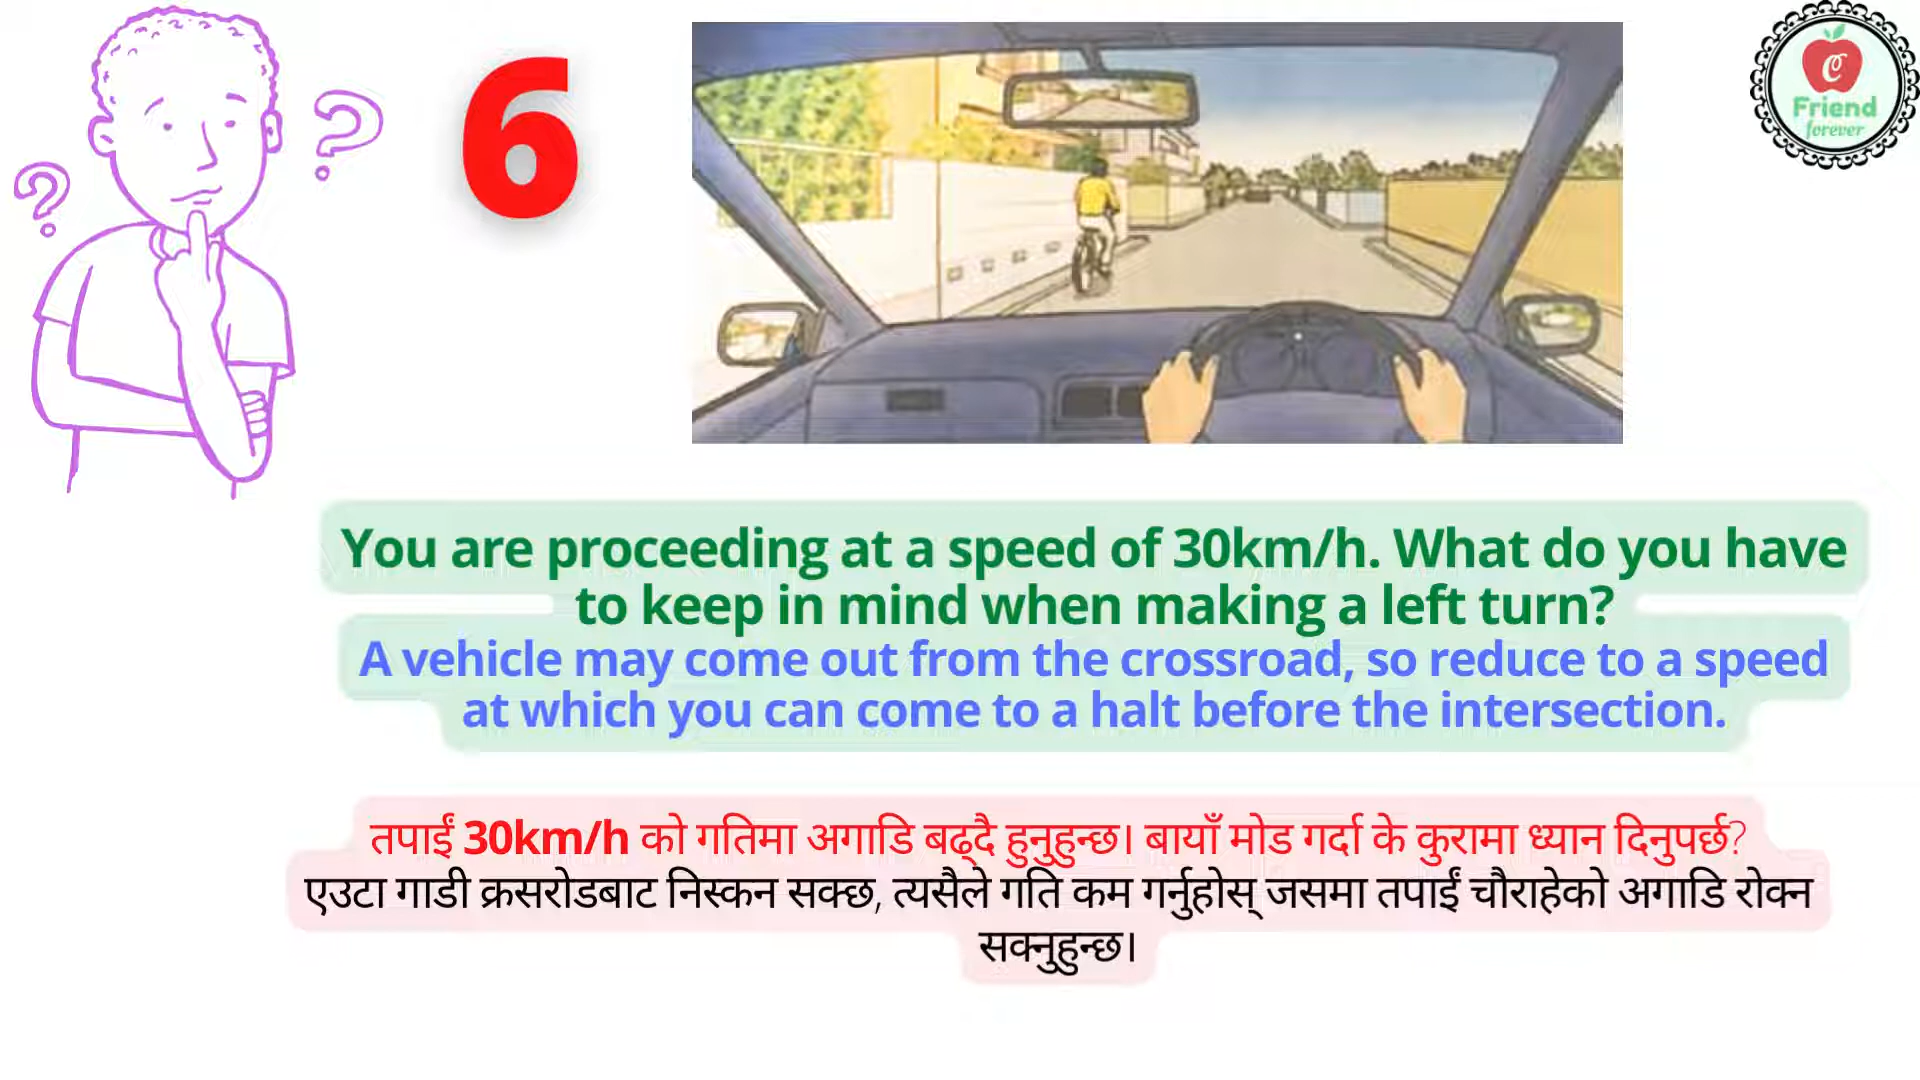 6
C
Friend
forever
You are proceeding at a speed of 30km/h. What do you have
to keep in mind when making a left turn?
A vehicle may come out from the crossroad, so reduce to a speed
at which you can come to a halt before the intersection.
तपाईं 30km/h को गतिमा अगाडि बढ्दै हुनुहुन्छ। बायाँ मोड गर्दा के कुरामा ध्यान दिनुपर्छ?
एउटा गाडी क्रसरोडबाट निस्कन सक्छ, त्यसैले गति कम गर्नुहोस् जसमा तपाईं चौराहेको अगाडि रोक्न
सक्नुहुन्छ।